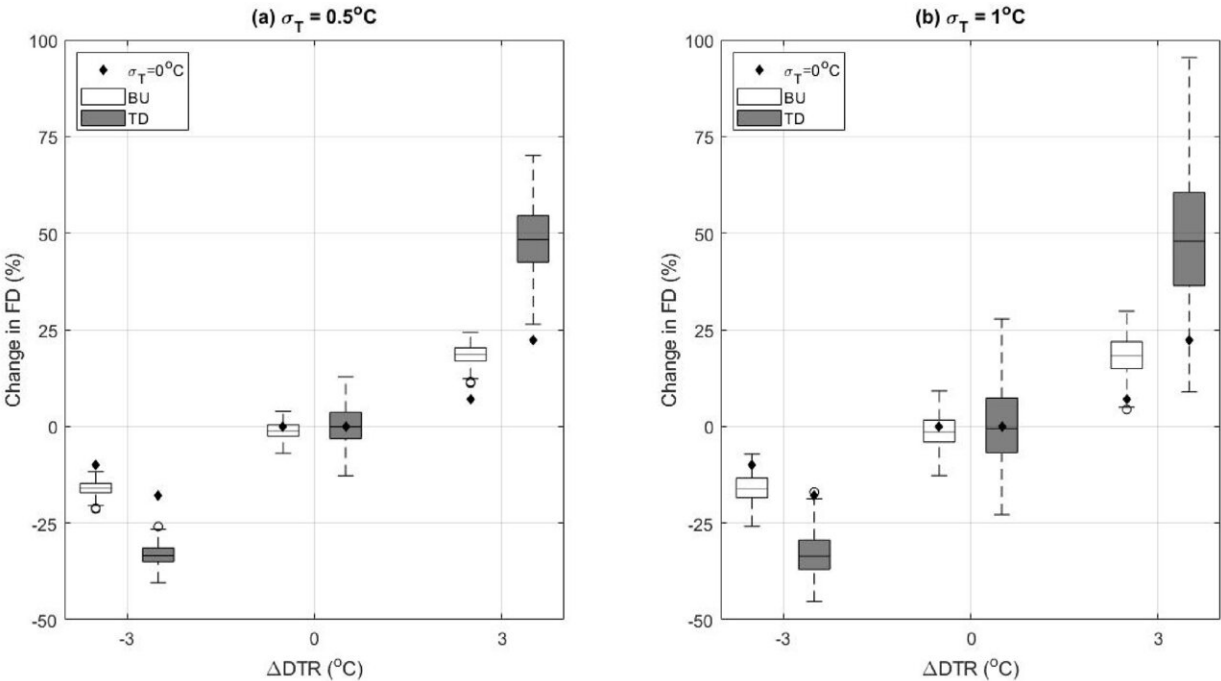 (a) σT = 0.5°C
100
75
50
25
0
-25
-50
Change in FD (%)
σT=0°C
BU
TD
-3
0
3
ΔDTR (°C)
(b) σT = 1°C
100
75
50
25
0
-25
-50
Change in FD (%)
σT=0°C
BU
TD
-3
0
3
ΔDTR (°C)